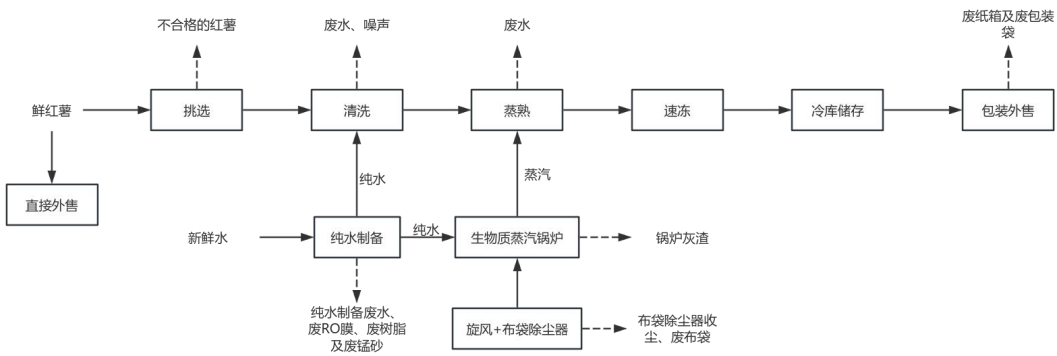 不合格的红薯
废水、噪声
废水
废纸箱及废包装
袋
鲜红薯
挑选
清洗
蒸熟
速冻
冷库储存
包装外售
直接外售
纯水
蒸汽
新鲜水
纯水制备
纯水
生物质蒸汽锅炉
锅炉灰渣
纯水制备废水、
废RO膜、废树脂
及废锰砂
旋风+布袋除尘器
布袋除尘器收
尘、废布袋